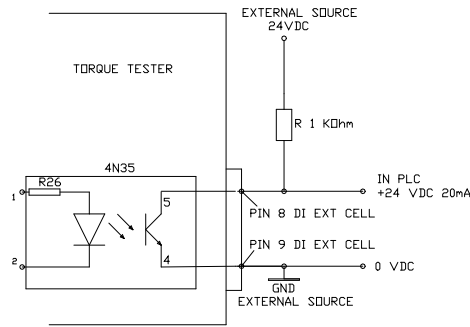 EXTERNAL SOURCE
24VDC
TORQUE TESTER
R 1 KOhm
4N35
R26
1
5
IN PLC
+24 VDC 20mA
PIN 8 DI EXT CELL
2
4
PIN 9 DI EXT CELL
0 VDC
GND
EXTERNAL SOURCE